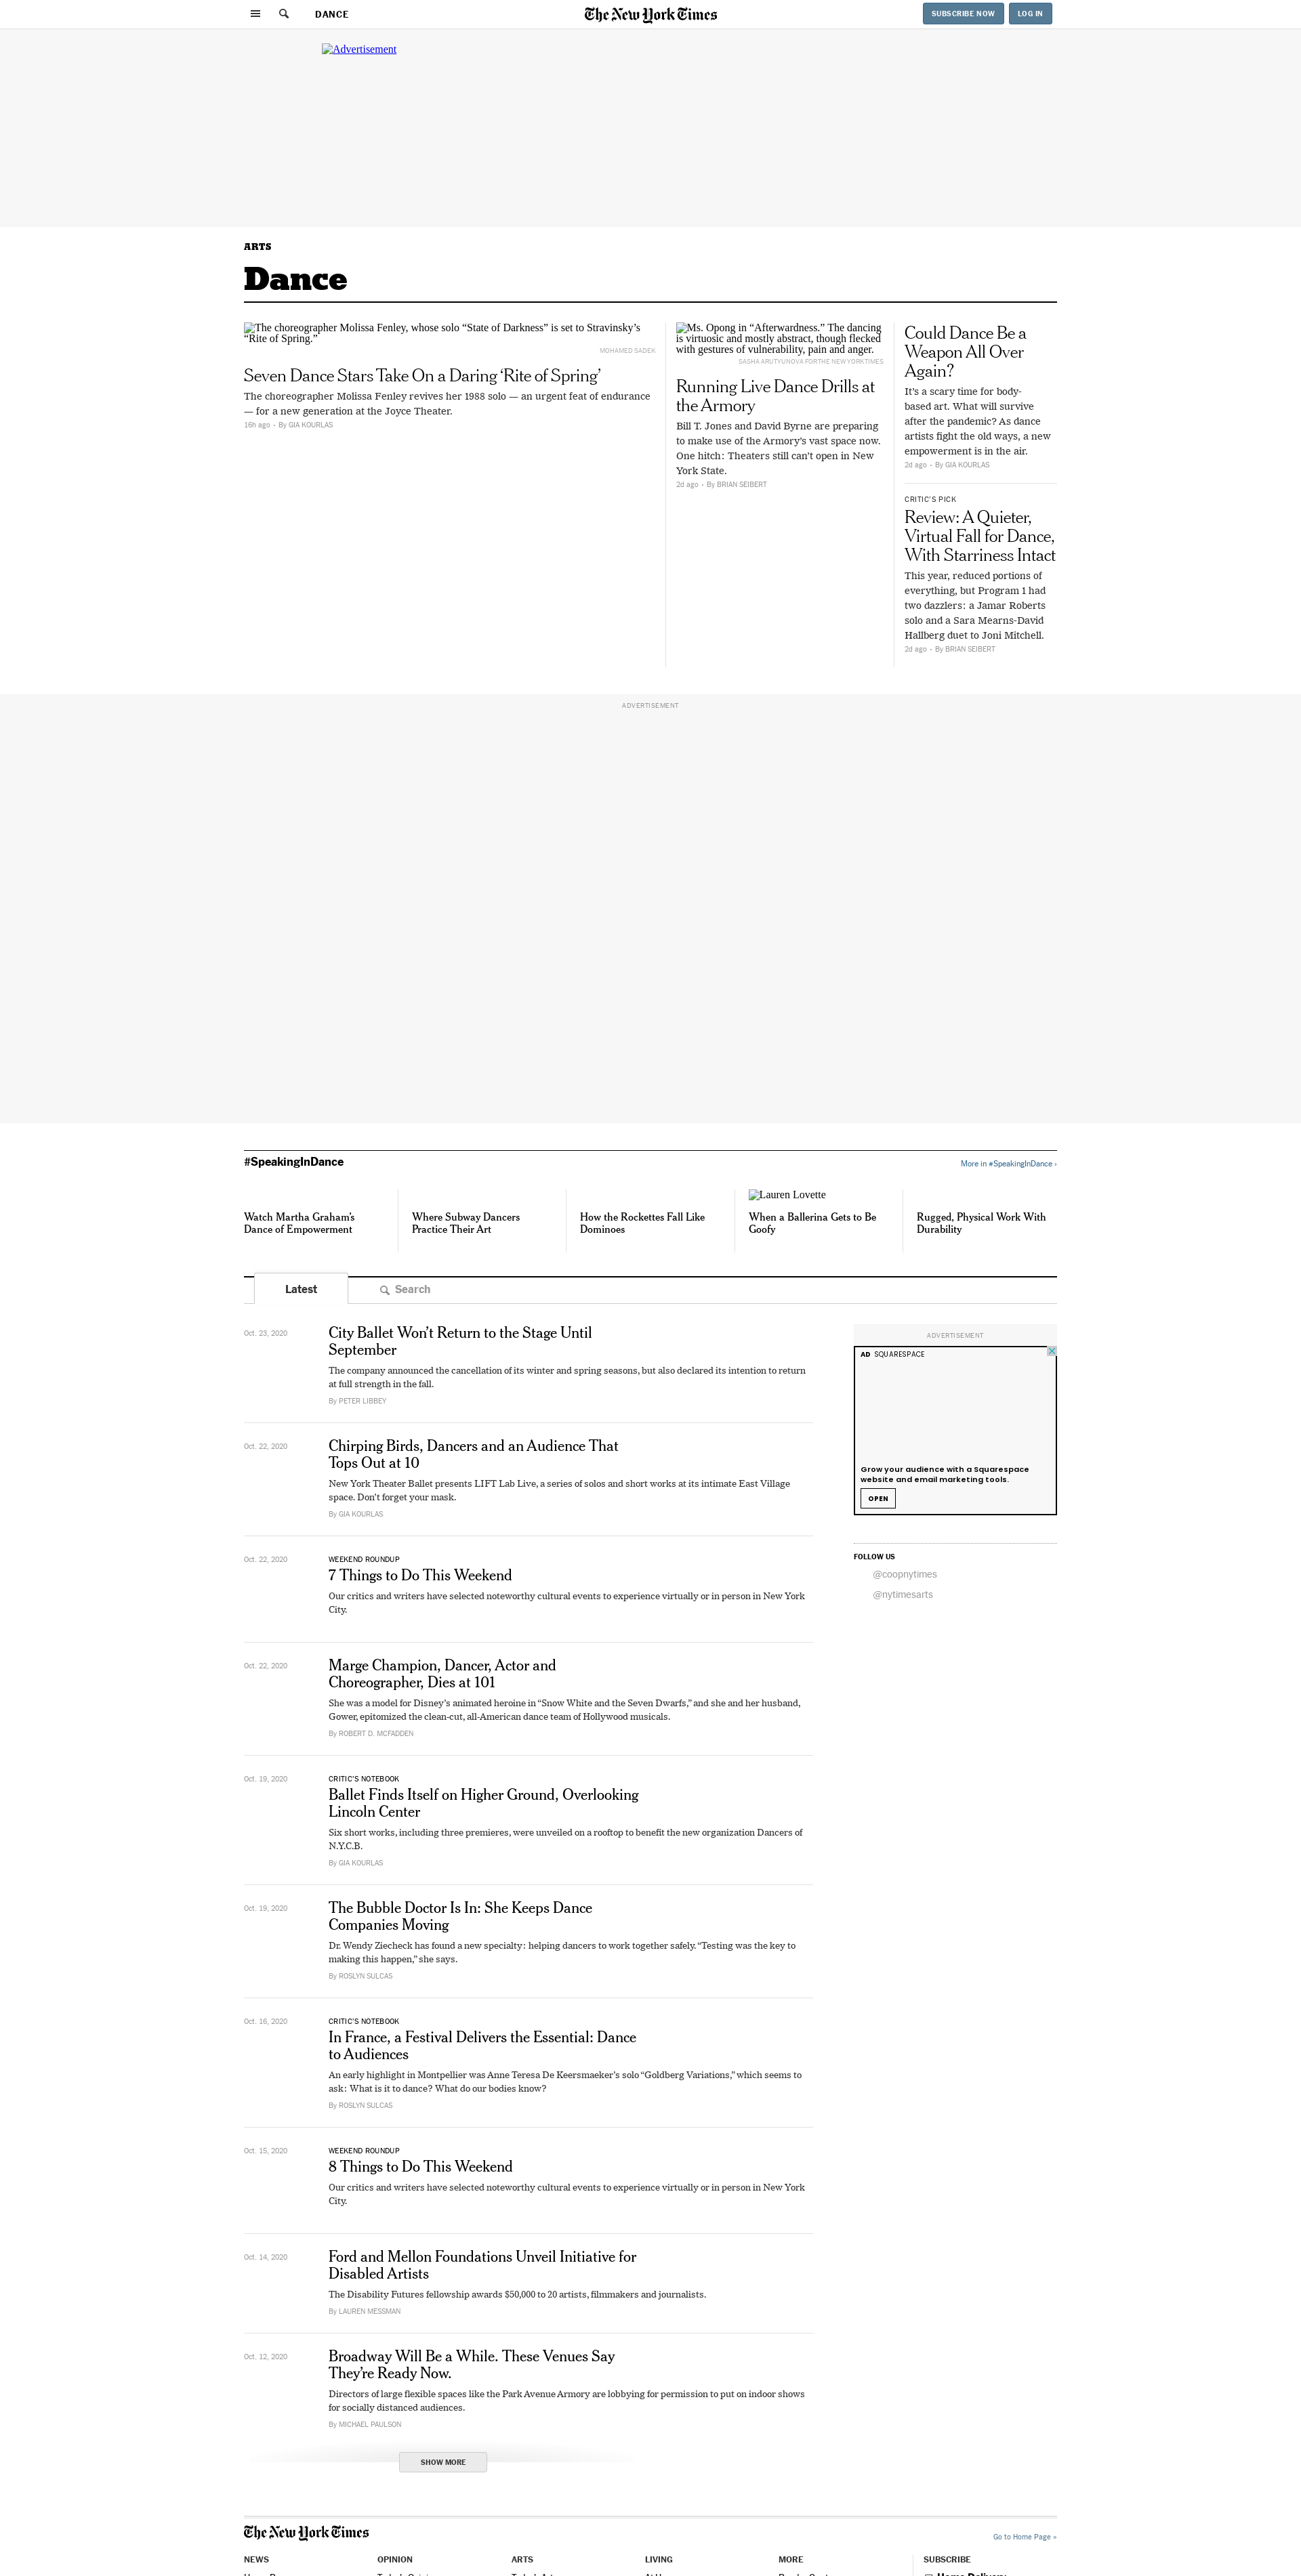 DANCE
The New York Times
SUBSCRIBE NOW
LOG IN
Advertisement
ARTS
Dance
The choreographer Molissa Fenley, whose solo “State of Darkness” is set to Stravinsky’s
“Rite of Spring.”
MOHAMED SADEK
Seven Dance Stars Take On a Daring ‘Rite of Spring’
The choreographer Molissa Fenley revives her 1988 solo — an urgent feat of endurance
— for a new generation at the Joyce Theater.
16h ago • By GIA KOURLAS
Ms. Opong in “Afterwardness.” The dancing
is virtuosic and mostly abstract, though flecked
with gestures of vulnerability, pain and anger.
SASHA ARUTYUNOVA FOR THE NEW YORK TIMES
Running Live Dance Drills at
the Armory
Bill T. Jones and David Byrne are preparing
to make use of the Armory’s vast space now.
One hitch: Theaters still can’t open in New
York State.
2d ago • By BRIAN SEIBERT
Could Dance Be a
Weapon All Over
Again?
It’s a scary time for body-
based art. What will survive
after the pandemic? As dance
artists fight the old ways, a new
empowerment is in the air.
2d ago • By GIA KOURLAS
CRITIC’S PICK
Review: A Quieter,
Virtual Fall for Dance,
With Starriness Intact
This year, reduced portions of
everything, but Program 1 had
two dazzlers: a Jamar Roberts
solo and a Sara Mearns-David
Hallberg duet to Joni Mitchell.
2d ago • By BRIAN SEIBERT
ADVERTISEMENT
#SpeakingInDance
More in #SpeakingInDance ›
Watch Martha Graham’s
Dance of Empowerment
Where Subway Dancers
Practice Their Art
How the Rockettes Fall Like
Dominoes
Lauren Lovette
When a Ballerina Gets to Be
Goofy
Rugged, Physical Work With
Durability
Latest
Search
Oct. 23, 2020
City Ballet Won’t Return to the Stage Until
September
The company announced the cancellation of its winter and spring seasons, but also declared its intention to return
at full strength in the fall.
By PETER LIBBEY
Oct. 22, 2020
Chirping Birds, Dancers and an Audience That
Tops Out at 10
New York Theater Ballet presents LIFT Lab Live, a series of solos and short works at its intimate East Village
space. Don’t forget your mask.
By GIA KOURLAS
Oct. 22, 2020
WEEKEND ROUNDUP
7 Things to Do This Weekend
Our critics and writers have selected noteworthy cultural events to experience virtually or in person in New York
City.
Oct. 22, 2020
Marge Champion, Dancer, Actor and
Choreographer, Dies at 101
She was a model for Disney’s animated heroine in “Snow White and the Seven Dwarfs,” and she and her husband,
Gower, epitomized the clean-cut, all-American dance team of Hollywood musicals.
By ROBERT D. MCFADDEN
Oct. 19, 2020
CRITIC’S NOTEBOOK
Ballet Finds Itself on Higher Ground, Overlooking
Lincoln Center
Six short works, including three premieres, were unveiled on a rooftop to benefit the new organization Dancers of
N.Y.C.B.
By GIA KOURLAS
Oct. 19, 2020
The Bubble Doctor Is In: She Keeps Dance
Companies Moving
Dr. Wendy Ziecheck has found a new specialty: helping dancers to work together safely. “Testing was the key to
making this happen,” she says.
By ROSLYN SULCAS
Oct. 16, 2020
CRITIC’S NOTEBOOK
In France, a Festival Delivers the Essential: Dance
to Audiences
An early highlight in Montpellier was Anne Teresa De Keersmaeker’s solo “Goldberg Variations,” which seems to
ask: What is it to dance? What do our bodies know?
By ROSLYN SULCAS
Oct. 15, 2020
WEEKEND ROUNDUP
8 Things to Do This Weekend
Our critics and writers have selected noteworthy cultural events to experience virtually or in person in New York
City.
Oct. 14, 2020
Ford and Mellon Foundations Unveil Initiative for
Disabled Artists
The Disability Futures fellowship awards $50,000 to 20 artists, filmmakers and journalists.
By LAUREN MESSMAN
Oct. 12, 2020
Broadway Will Be a While. These Venues Say
They’re Ready Now.
Directors of large flexible spaces like the Park Avenue Armory are lobbying for permission to put on indoor shows
for socially distanced audiences.
By MICHAEL PAULSON
SHOW MORE
ADVERTISEMENT
AD SQUARESPACE
Grow your audience with a Squarespace
website and email marketing tools.
OPEN
FOLLOW US
@coopnytimes
@nytimesarts
The New York Times
Go to Home Page »
NEWS
OPINION
ARTS
LIVING
MORE
SUBSCRIBE